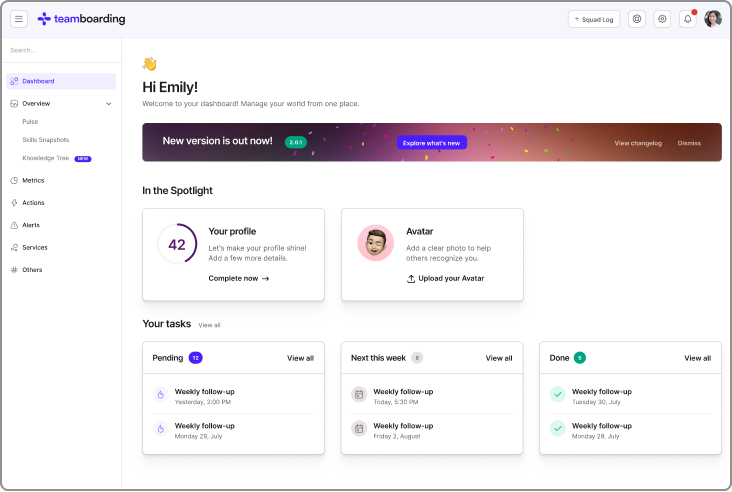 teamboarding
+ Squad Log
Search...
Dashboard
Overview
Pulse
Skills Snapshots
Knowledge Tree NEW
Metrics
Actions
Alerts
Services
Others
Hi Emily!
Welcome to your dashboard! Manage your world from one place.
New version is out now! 2.0.1 Explore what's new View changelog Dismiss
In the Spotlight
42
Your profile
Let's make your profile shine!
Add a few more details.
Complete now →
Avatar
Add a clear photo to help
others recognize you.
Upload your Avatar
Your tasks View all
Pending 12 View all
Weekly follow-up
Yesterday, 2:00 PM
Weekly follow-up
Monday 29, July
Next this week 8 View all
Weekly follow-up
Today, 5:30 PM
Weekly follow-up
Friday 2, August
Done 5 View all
Weekly follow-up
Tuesday 30, July
Weekly follow-up
Monday 29, July